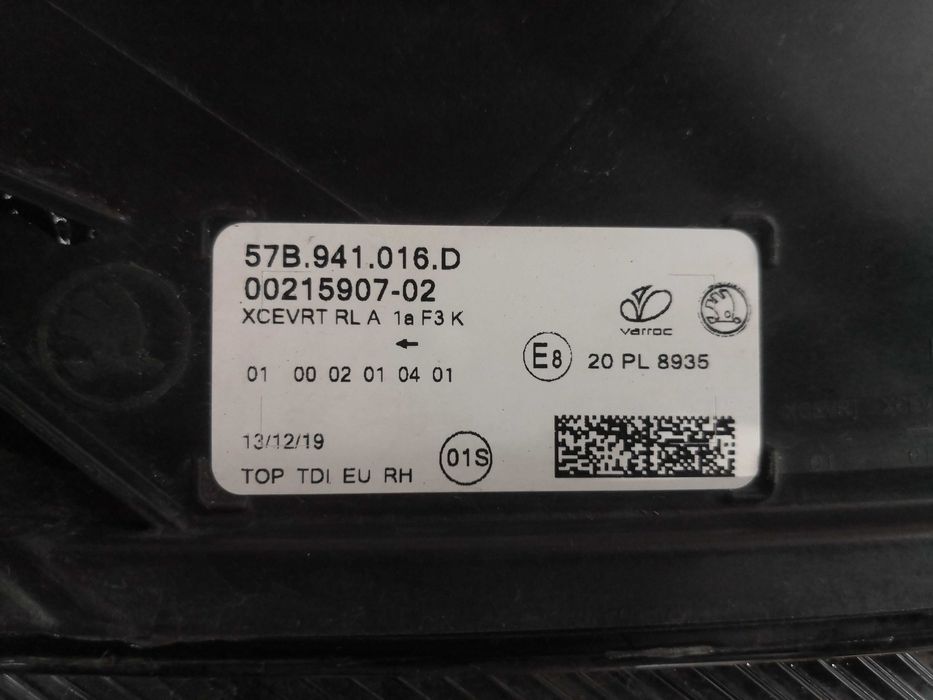 57B.941.016.D
00215907-02
XCEVRT RL A 1a F3 K
←
varroc
E8 20 PL 8935
01 00 02 01 04 01
13/12/19
TOP TDI EU RH
01S